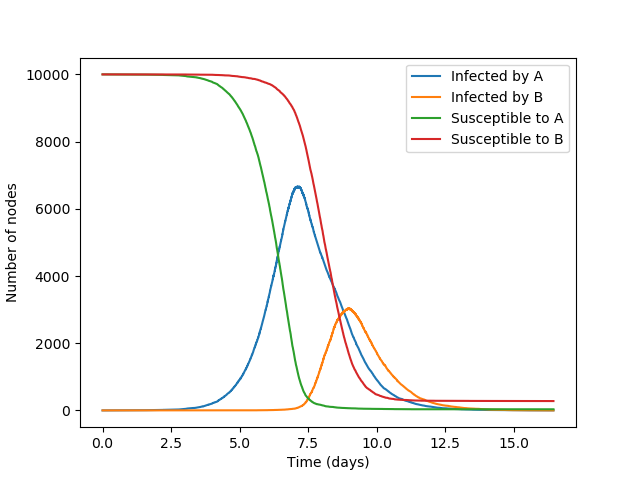 Number of nodes
10000
8000
6000
4000
2000
0
Infected by A
Infected by B
Susceptible to A
Susceptible to B
0.0 2.5 5.0 7.5 10.0 12.5 15.0
Time (days)